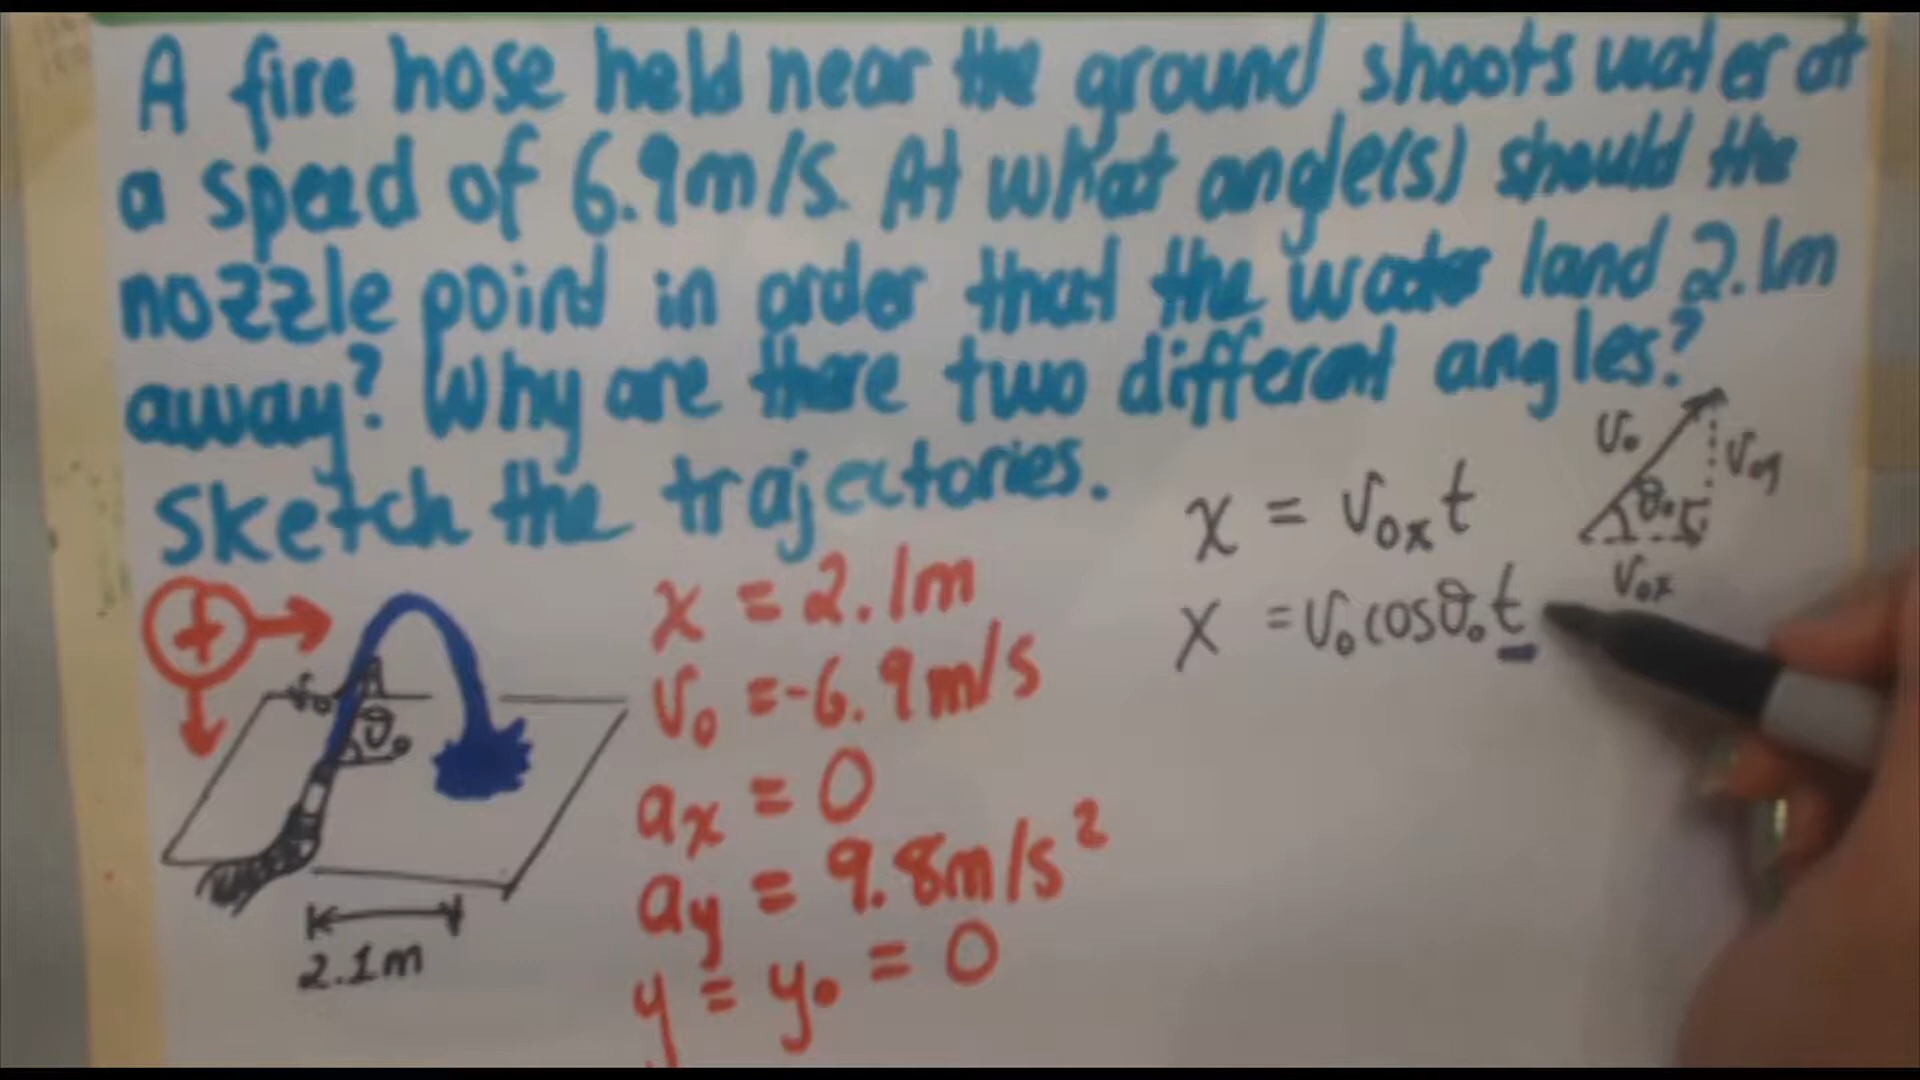 A fire hose held near the ground shoots water at
a speed of 6.9m/s. At what angle(s) should the
nozzle point in order that the water land 2.1m
away? Why are there two different angles?
Sketch the trajectories.
x = v₀ₓt
v₀
v₀y
θ₀
v₀ₓ
x = v₀cosθ₀t
+
v₀
θ₀
2.1m
x = 2.1m
v₀ = -6.9m/s
aₓ = 0
ay = 9.8m/s²
y = y₀ = 0